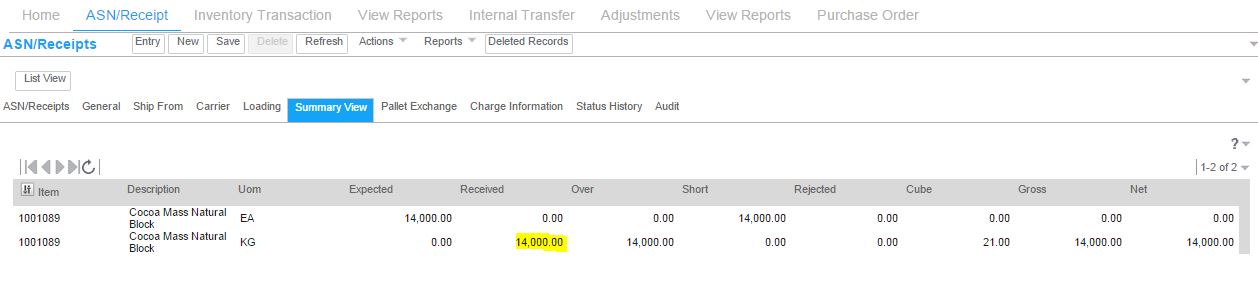 Home ASN/Receipt Inventory Transaction View Reports Internal Transfer Adjustments View Reports Purchase Order
ASN/Receipts Entry New Save Delete Refresh Actions Reports Deleted Records
List View
ASN/Receipts General Ship From Carrier Loading Summary View Pallet Exchange Charge Information Status History Audit
?
1-2 of 2
Item Description Uom Expected Received Over Short Rejected Cube Gross Net
1001089 Cocoa Mass Natural Block EA 14,000.00 0.00 0.00 14,000.00 0.00 0.00 0.00 0.00
1001089 Cocoa Mass Natural Block KG 0.00 14,000.00 14,000.00 0.00 0.00 21.00 14,000.00 14,000.00